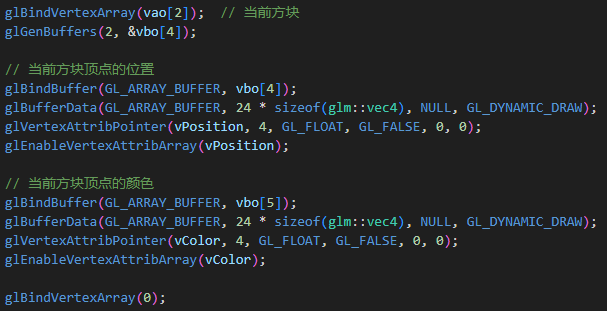 glBindVertexArray(vao[2]);  // 当前方块
glGenBuffers(2, &vbo[4]);
// 当前方块顶点的位置
glBindBuffer(GL_ARRAY_BUFFER, vbo[4]);
glBufferData(GL_ARRAY_BUFFER, 24 * sizeof(glm::vec4), NULL, GL_DYNAMIC_DRAW);
glVertexAttribPointer(vPosition, 4, GL_FLOAT, GL_FALSE, 0, 0);
glEnableVertexAttribArray(vPosition);
// 当前方块顶点的颜色
glBindBuffer(GL_ARRAY_BUFFER, vbo[5]);
glBufferData(GL_ARRAY_BUFFER, 24 * sizeof(glm::vec4), NULL, GL_DYNAMIC_DRAW);
glVertexAttribPointer(vColor, 4, GL_FLOAT, GL_FALSE, 0, 0);
glEnableVertexAttribArray(vColor);
glBindVertexArray(0);